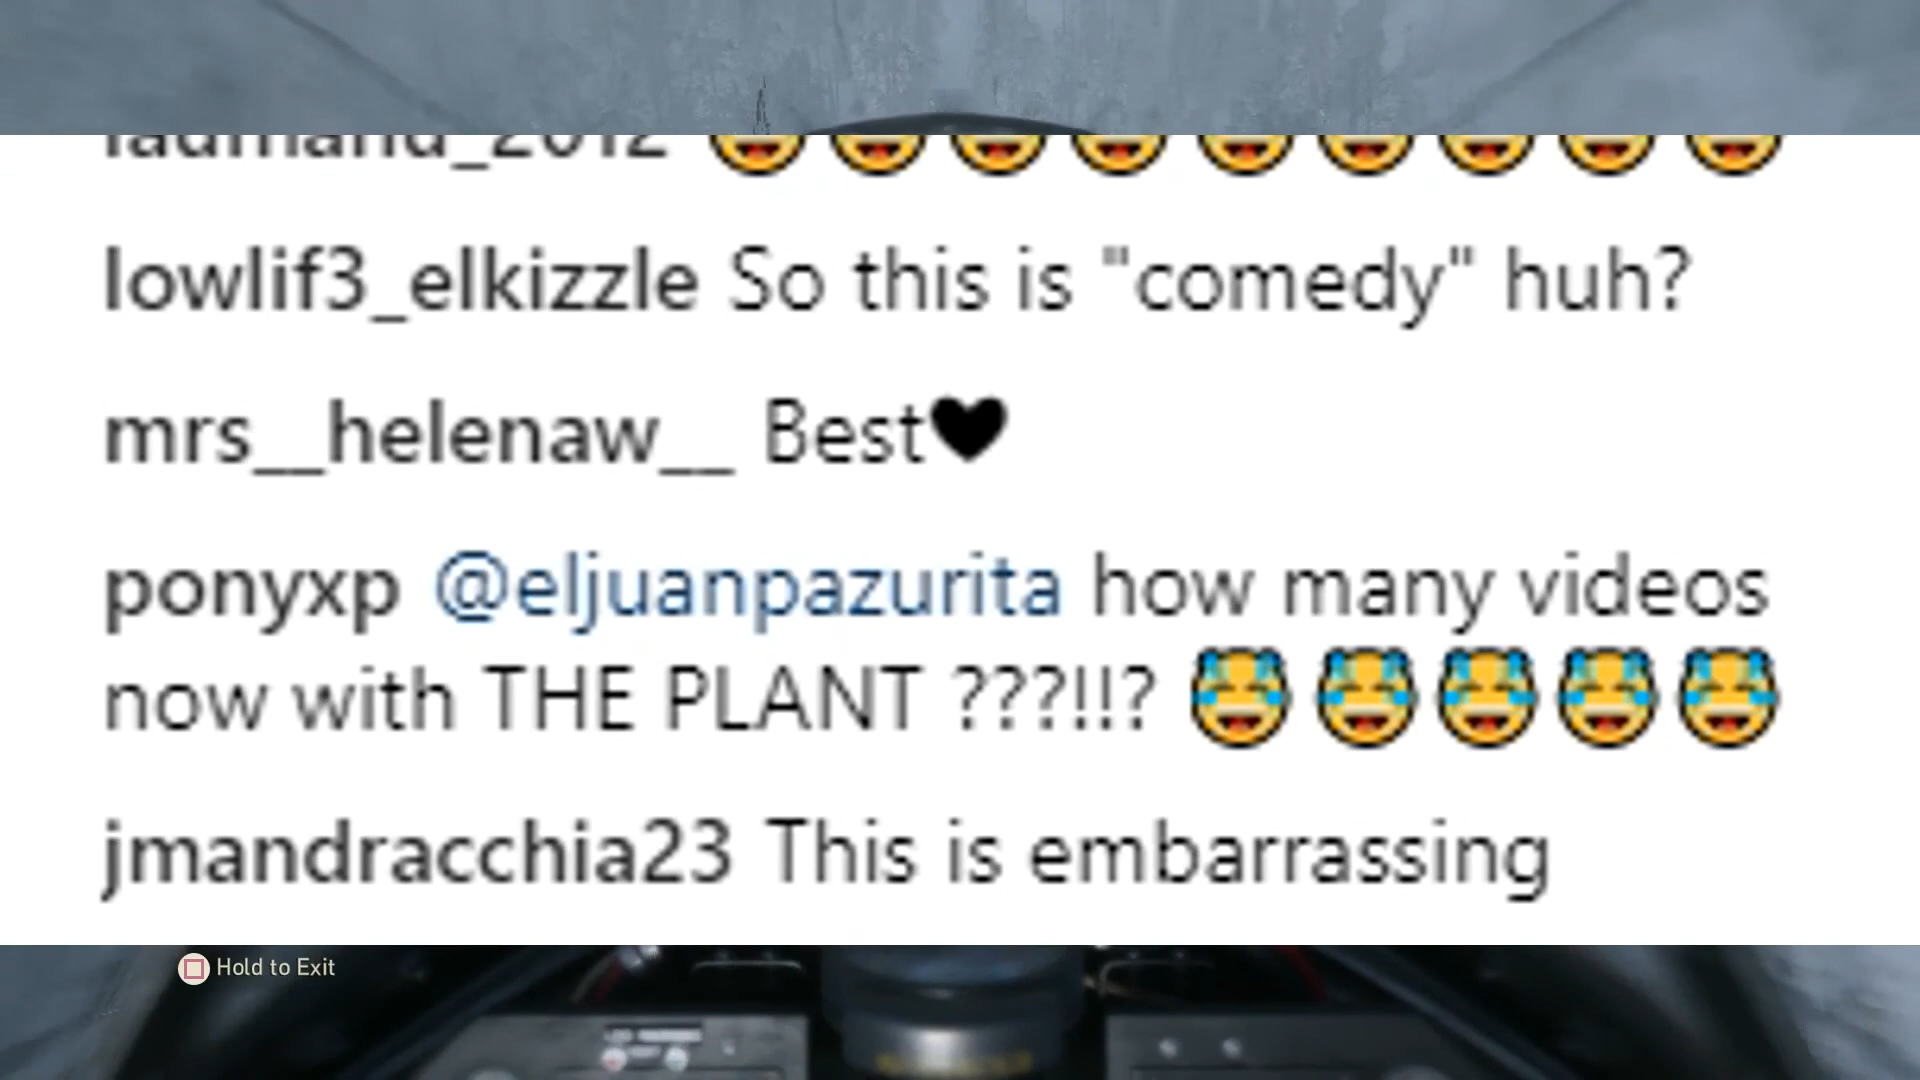 lowlif3_elkizzle So this is "comedy" huh?
mrs__helenaw__ Best🖤
ponyxp @eljuanpazurita how many videos
now with THE PLANT ???!!? 😂😂😂😂😂
jmandracchia23 This is embarrassing
Hold to Exit